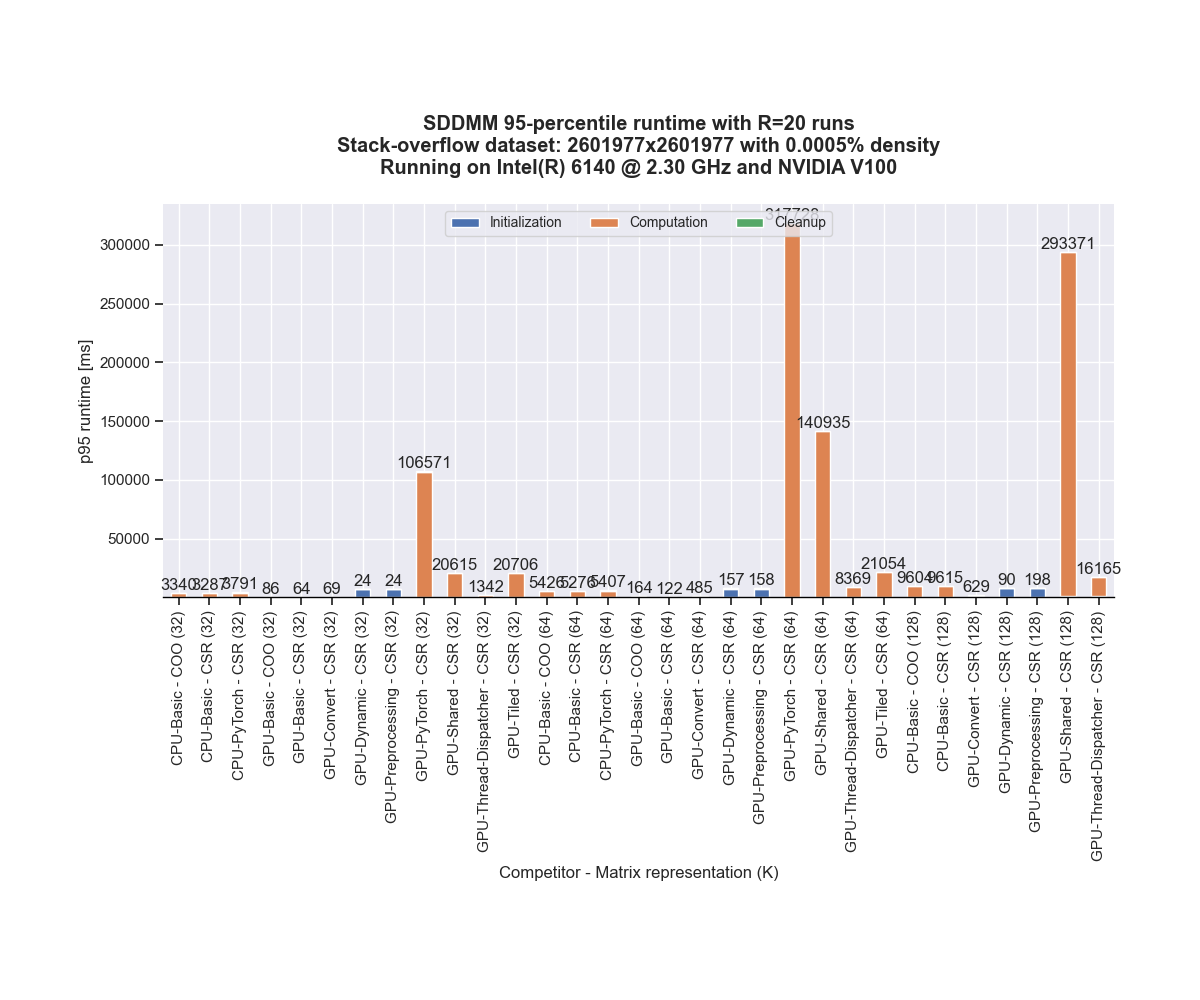 SDDMM 95-percentile runtime with R=20 runs
Stack-overflow dataset: 2601977x2601977 with 0.0005% density
Running on Intel(R) 6140 @ 2.30 GHz and NVIDIA V100
Initialization
Computation
Cleanup
p95 runtime [ms]
300000
250000
200000
150000
100000
50000
3340
3287
3791
86
64
69
24
24
106571
20615
1342
20706
5426
5276
5407
164
122
485
157
158
317728
140935
8369
21054
9604
9615
629
90
198
293371
16165
CPU-Basic - COO (32)
CPU-Basic - CSR (32)
CPU-PyTorch - CSR (32)
GPU-Basic - COO (32)
GPU-Basic - CSR (32)
GPU-Convert - CSR (32)
GPU-Dynamic - CSR (32)
GPU-Preprocessing - CSR (32)
GPU-PyTorch - CSR (32)
GPU-Shared - CSR (32)
GPU-Thread-Dispatcher - CSR (32)
GPU-Tiled - CSR (32)
CPU-Basic - COO (64)
CPU-Basic - CSR (64)
CPU-PyTorch - CSR (64)
GPU-Basic - COO (64)
GPU-Basic - CSR (64)
GPU-Convert - CSR (64)
GPU-Dynamic - CSR (64)
GPU-Preprocessing - CSR (64)
GPU-PyTorch - CSR (64)
GPU-Shared - CSR (64)
GPU-Thread-Dispatcher - CSR (64)
GPU-Tiled - CSR (64)
CPU-Basic - COO (128)
CPU-Basic - CSR (128)
GPU-Convert - CSR (128)
GPU-Dynamic - CSR (128)
GPU-Preprocessing - CSR (128)
GPU-Shared - CSR (128)
GPU-Thread-Dispatcher - CSR (128)
Competitor - Matrix representation (K)